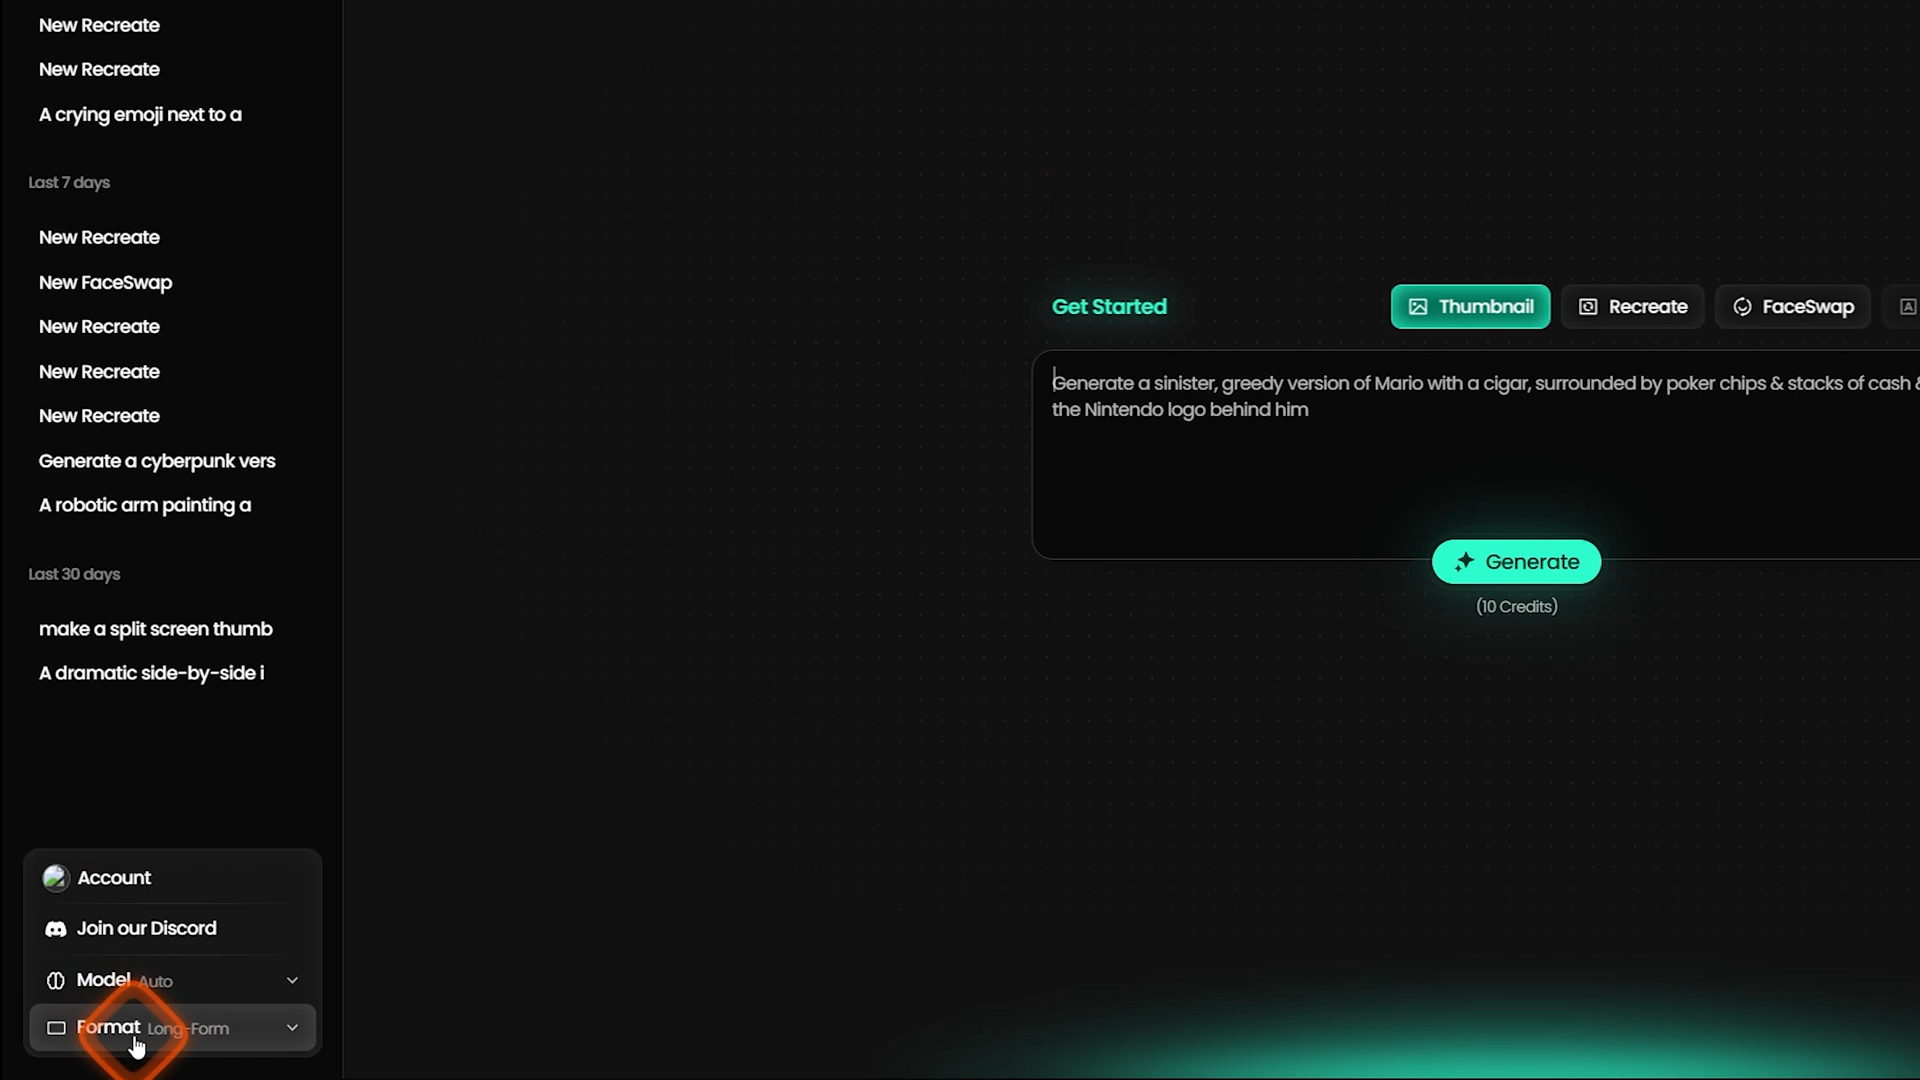 New Recreate
New Recreate
A crying emoji next to a
Last 7 days
New Recreate
New FaceSwap
New Recreate
New Recreate
New Recreate
Generate a cyberpunk vers
A robotic arm painting a
Last 30 days
make a split screen thumb
A dramatic side-by-side i
Account
Join our Discord
Model Auto
Format Long-Form
Get Started
Thumbnail
Recreate
FaceSwap
A
Generate a sinister, greedy version of Mario with a cigar, surrounded by poker chips & stacks of cash &
the Nintendo logo behind him
Generate
(10 Credits)